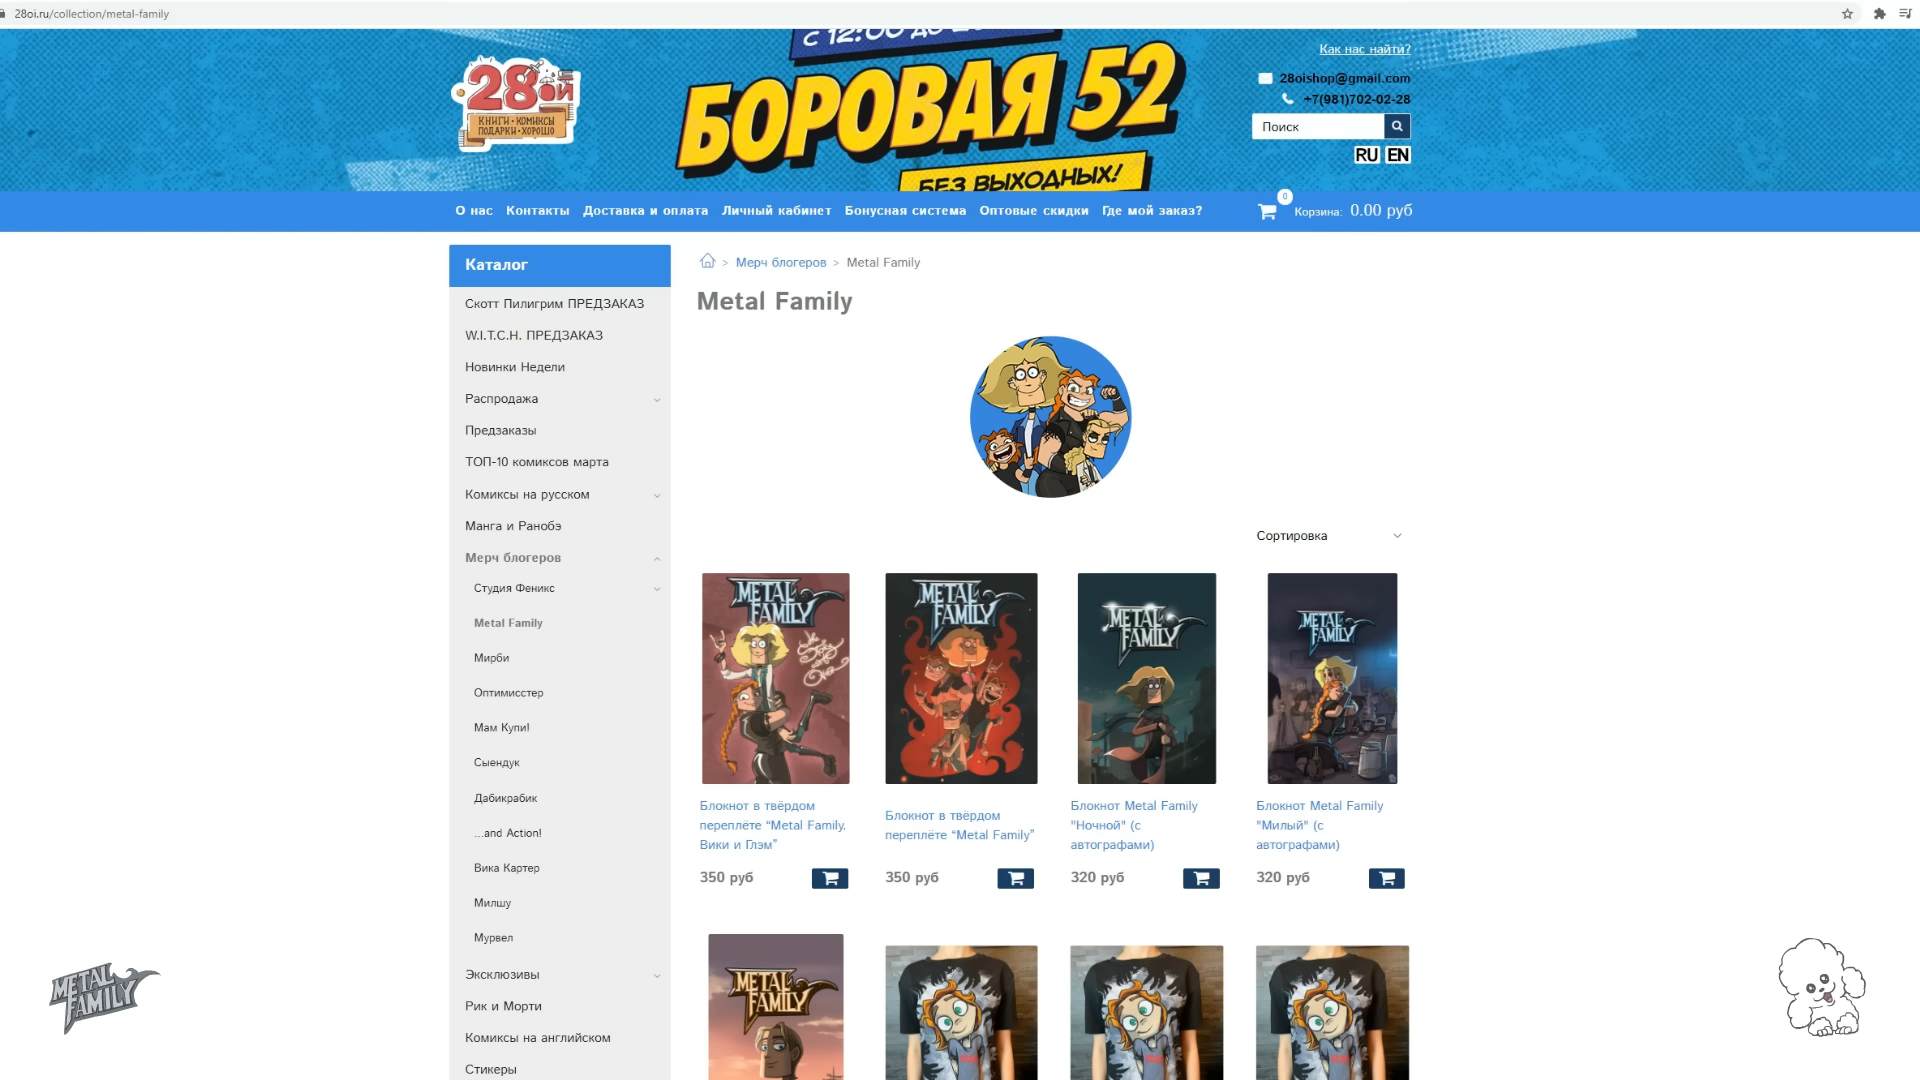 28oi.ru/collection/metal-family
С 12:00 ДО
БОРОВАЯ 52
БЕЗ ВЫХОДНЫХ!
28ОЙ
КНИГИ • КОМИКСЫ
ПОДАРКИ • ХОРОШО
Как нас найти?
28oishop@gmail.com
+7(981)702-02-28
Поиск
RU EN
О нас Контакты Доставка и оплата Личный кабинет Бонусная система Оптовые скидки Где мой заказ?
0
Корзина: 0.00 руб
Каталог
Скотт Пилигрим ПРЕДЗАКАЗ
W.I.T.C.H. ПРЕДЗАКАЗ
Новинки Недели
Распродажа
Предзаказы
ТОП-10 комиксов марта
Комиксы на русском
Манга и Ранобэ
Мерч блогеров
Студия Феникс
Metal Family
Мирби
Оптимисстер
Мам Купи!
Сыендук
Дабикрабик
...and Action!
Вика Картер
Милшу
Мурвел
Эксклюзивы
Рик и Морти
Комиксы на английском
Стикеры
> Мерч блогеров > Metal Family
Metal Family
Сортировка
METAL FAMILY
METAL FAMILY
METAL FAMILY
METAL FAMILY
Блокнот в твёрдом
переплёте “Metal Family.
Вики и Глэм”
350 руб
Блокнот в твёрдом
переплёте “Metal Family”
350 руб
Блокнот Metal Family
"Ночной" (с
автографами)
320 руб
Блокнот Metal Family
"Милый" (с
автографами)
320 руб
METAL FAMILY
METAL FAMILY